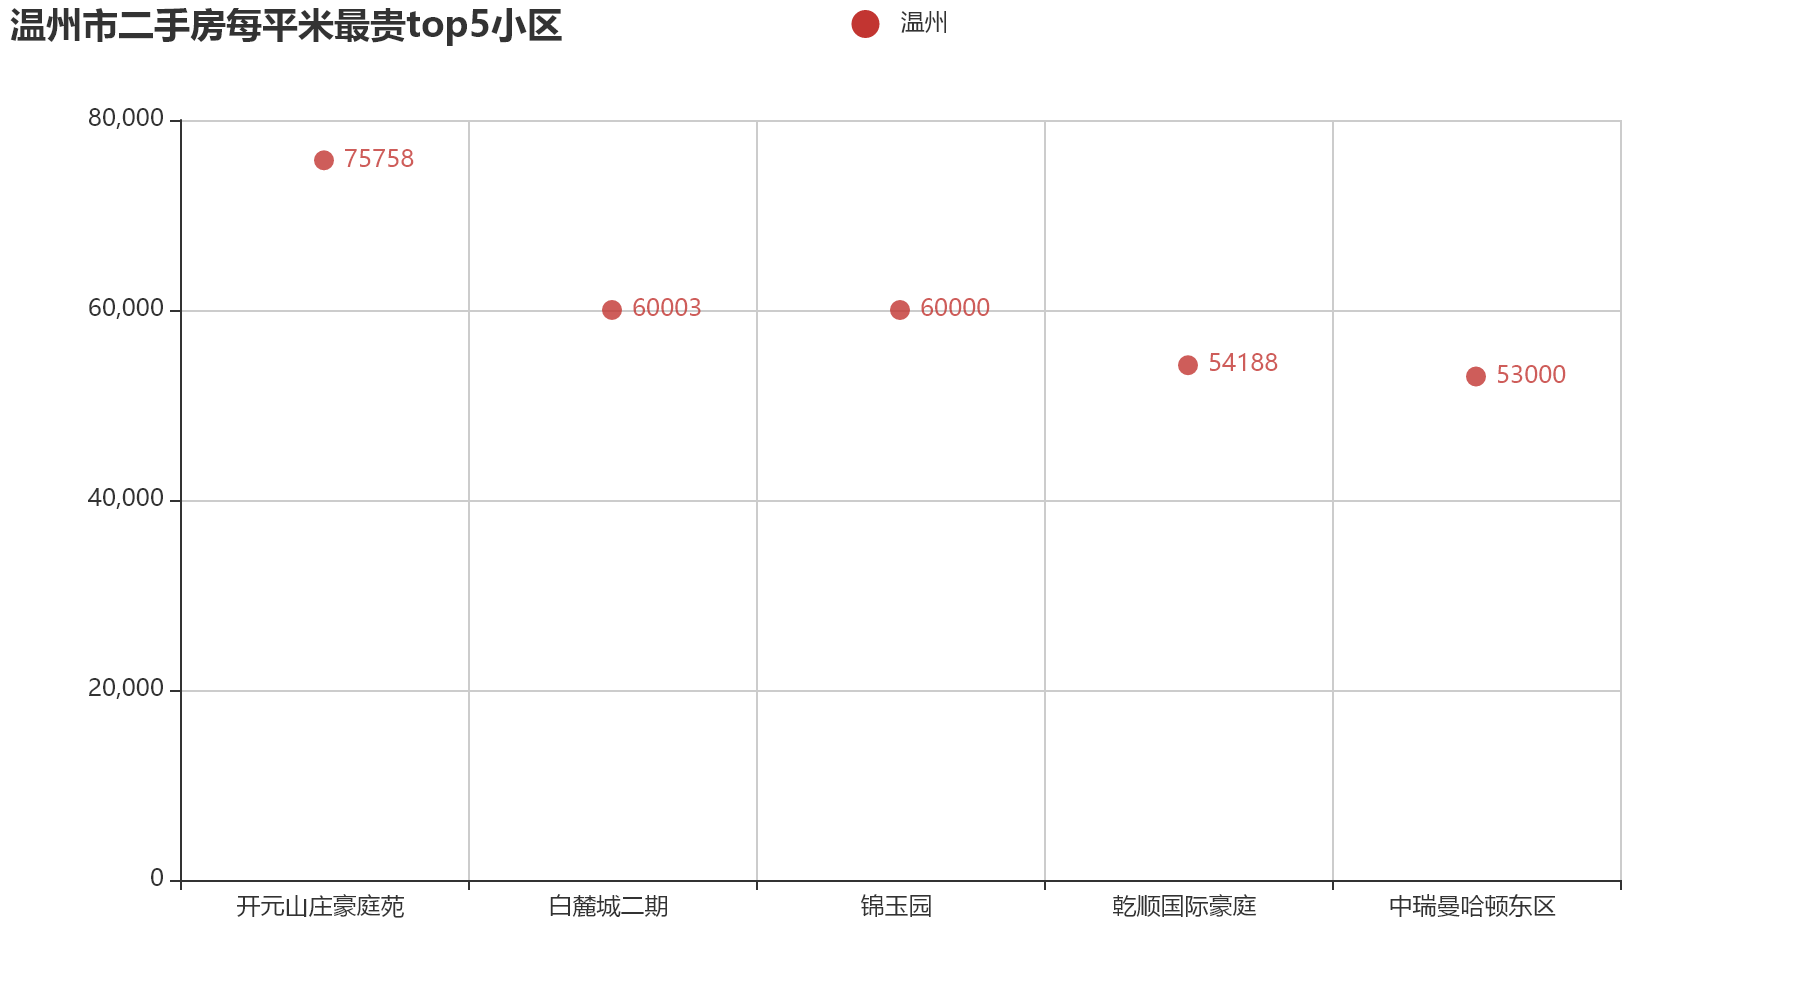 温州市二手房每平米最贵top5小区
温州
80,000
60,000
40,000
20,000
0
75758
60003
60000
54188
53000
开元山庄豪庭苑
白麓城二期
锦玉园
乾顺国际豪庭
中瑞曼哈顿东区